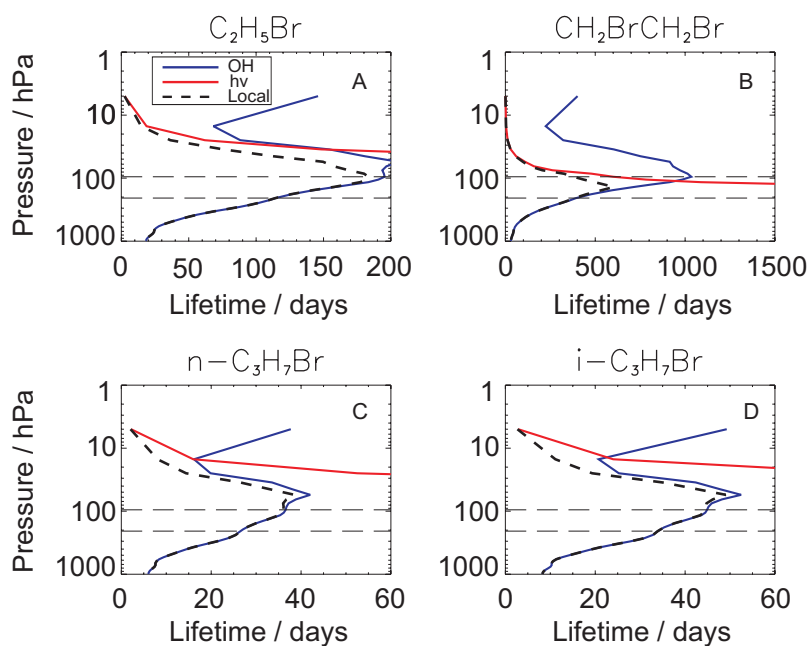 C₂H₅Br
CH₂BrCH₂Br
Pressure / hPa
1
10
100
1000
OH
hv
Local
A
0
50
100
150
200
Lifetime / days
1
10
100
1000
B
0
500
1000
1500
Lifetime / days
n-C₃H₇Br
i-C₃H₇Br
Pressure / hPa
1
10
100
1000
C
0
20
40
60
Lifetime / days
1
10
100
1000
D
0
20
40
60
Lifetime / days